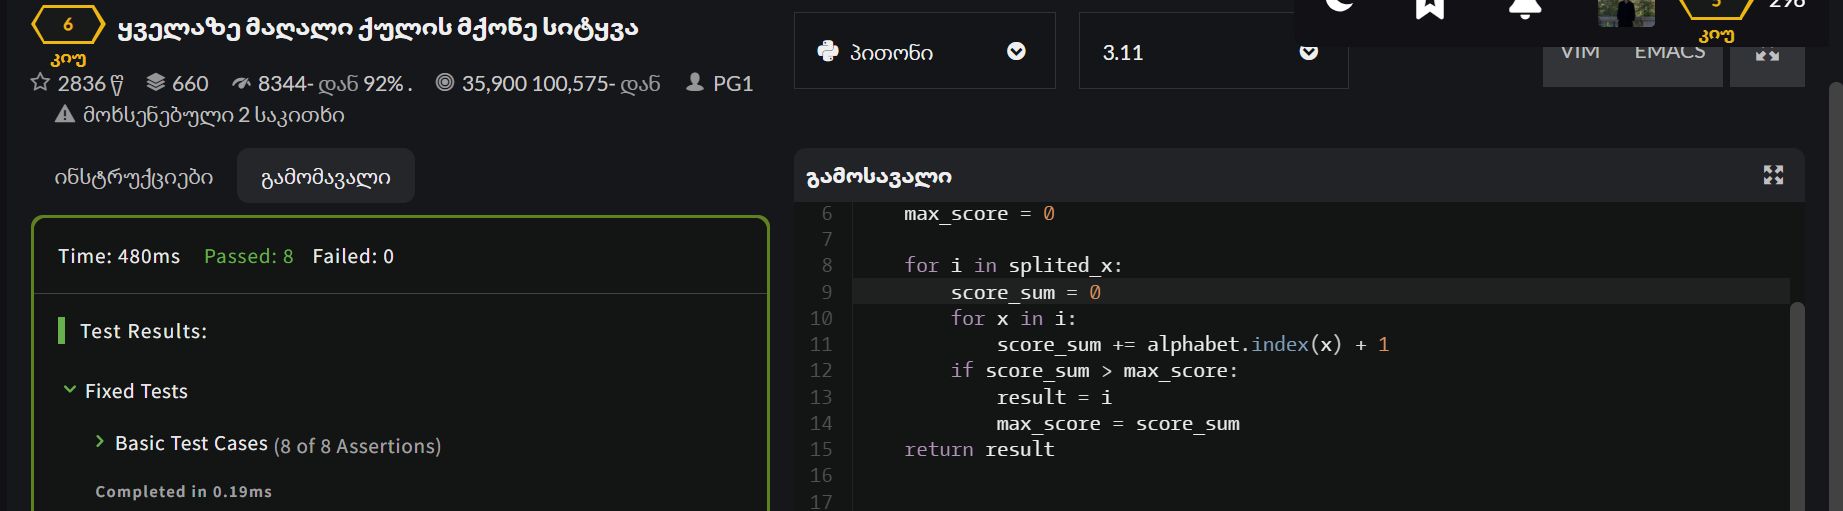 6 კიუ
ყველაზე მაღალი ქულის მქონე სიტყვა
2836 წ 660 8344- დან 92% . 35,900 100,575- დან PG1
მოხსენებული 2 საკითხი
ინსტრუქციები გამომავალი
Time: 480ms Passed: 8 Failed: 0
Test Results:
Fixed Tests
Basic Test Cases (8 of 8 Assertions)
Completed in 0.19ms
პითონი 3.11
კიუ
VIM EMACS
გამოსავალი
6 max_score = 0
7
8 for i in splited_x:
9 score_sum = 0
10 for x in i:
11 score_sum += alphabet.index(x) + 1
12 if score_sum > max_score:
13 result = i
14 max_score = score_sum
15 return result
16
17